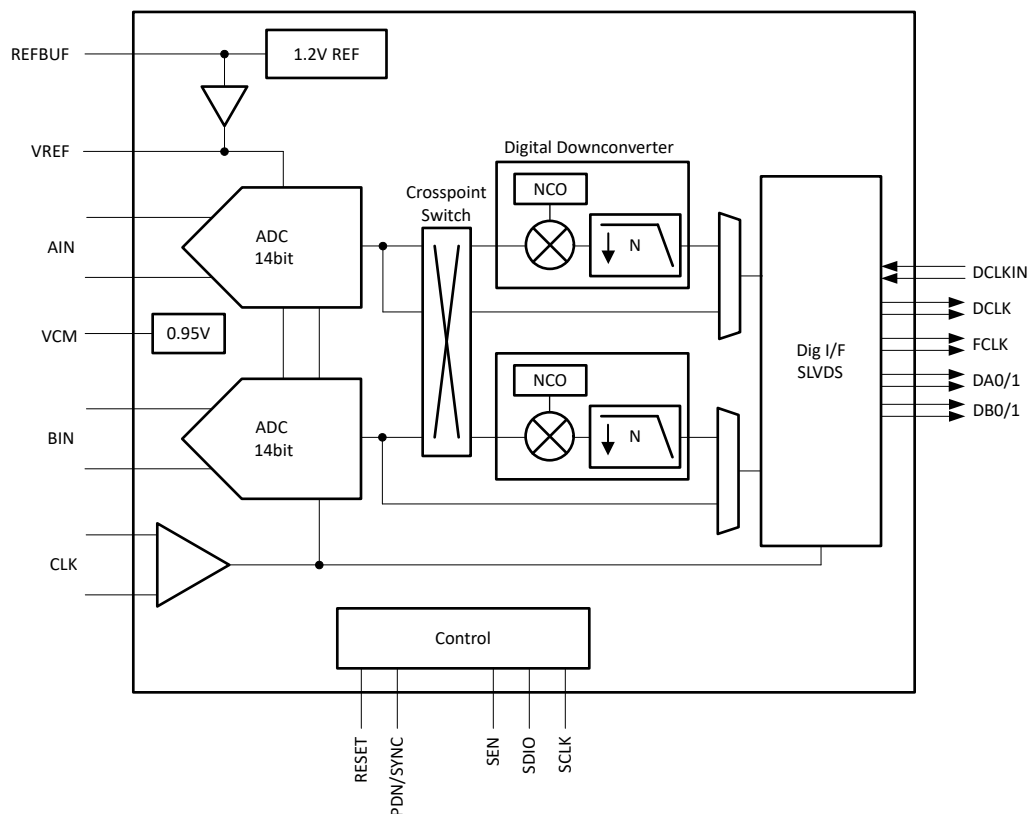 REFBUF
1.2V REF
VREF
Digital Downconverter
Crosspoint
Switch
NCO
AIN
ADC
14bit
N
DCLKIN
DCLK
VCM
0.95V
Dig I/F
SLVDS
FCLK
DA0/1
NCO
DB0/1
BIN
ADC
14bit
N
CLK
Control
RESET
PDN/SYNC
SEN
SDIO
SCLK